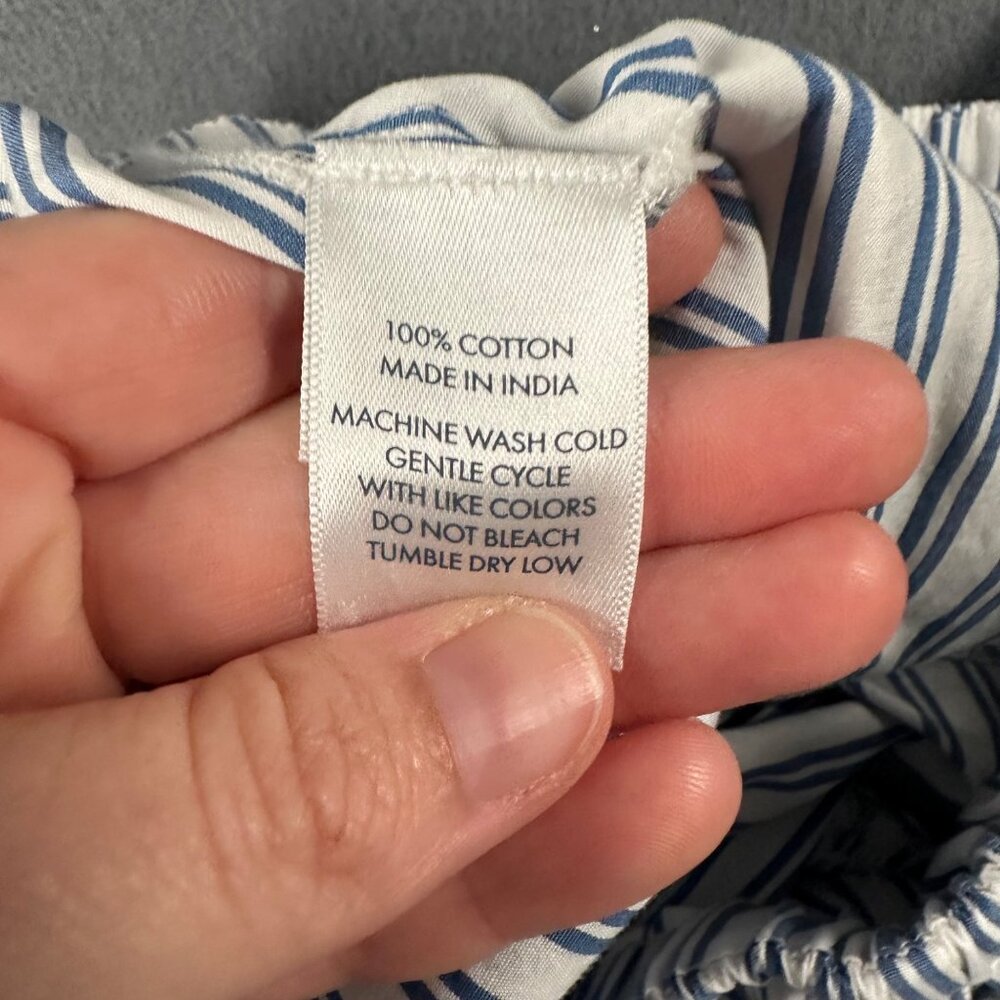 100% COTTON
MADE IN INDIA
MACHINE WASH COLD
GENTLE CYCLE
WITH LIKE COLORS
DO NOT BLEACH
TUMBLE DRY LOW